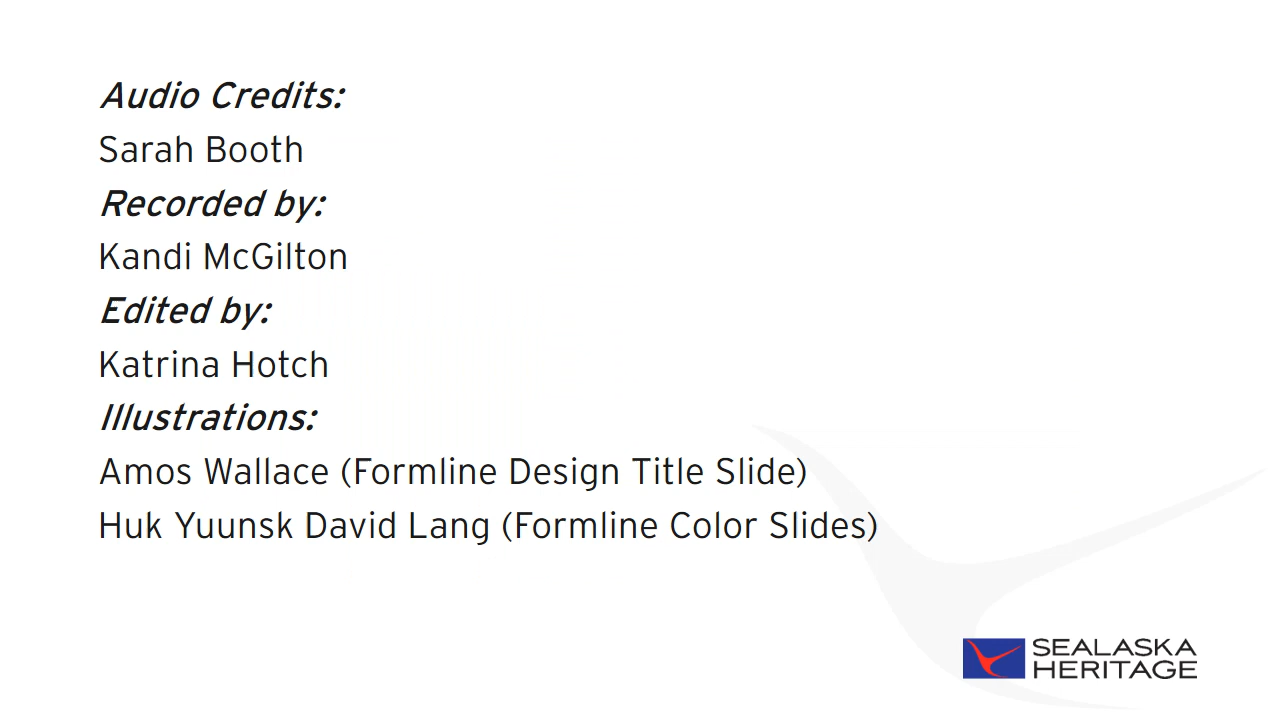 Audio Credits:
Sarah Booth
Recorded by:
Kandi McGilton
Edited by:
Katrina Hotch
Illustrations:
Amos Wallace (Formline Design Title Slide)
Huk Yuunsk David Lang (Formline Color Slides)
SEALASKA
HERITAGE